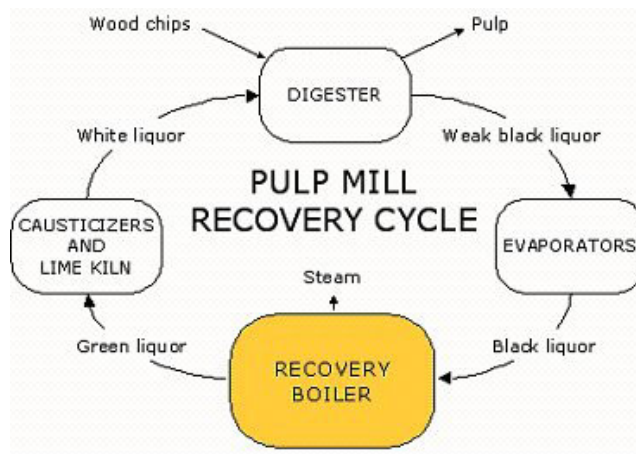 Wood chips
Pulp
DIGESTER
White liquor
Weak black liquor
PULP MILL
RECOVERY CYCLE
CAUSTICIZERS
AND
LIME KILN
EVAPORATORS
Steam
Green liquor
Black liquor
RECOVERY
BOILER